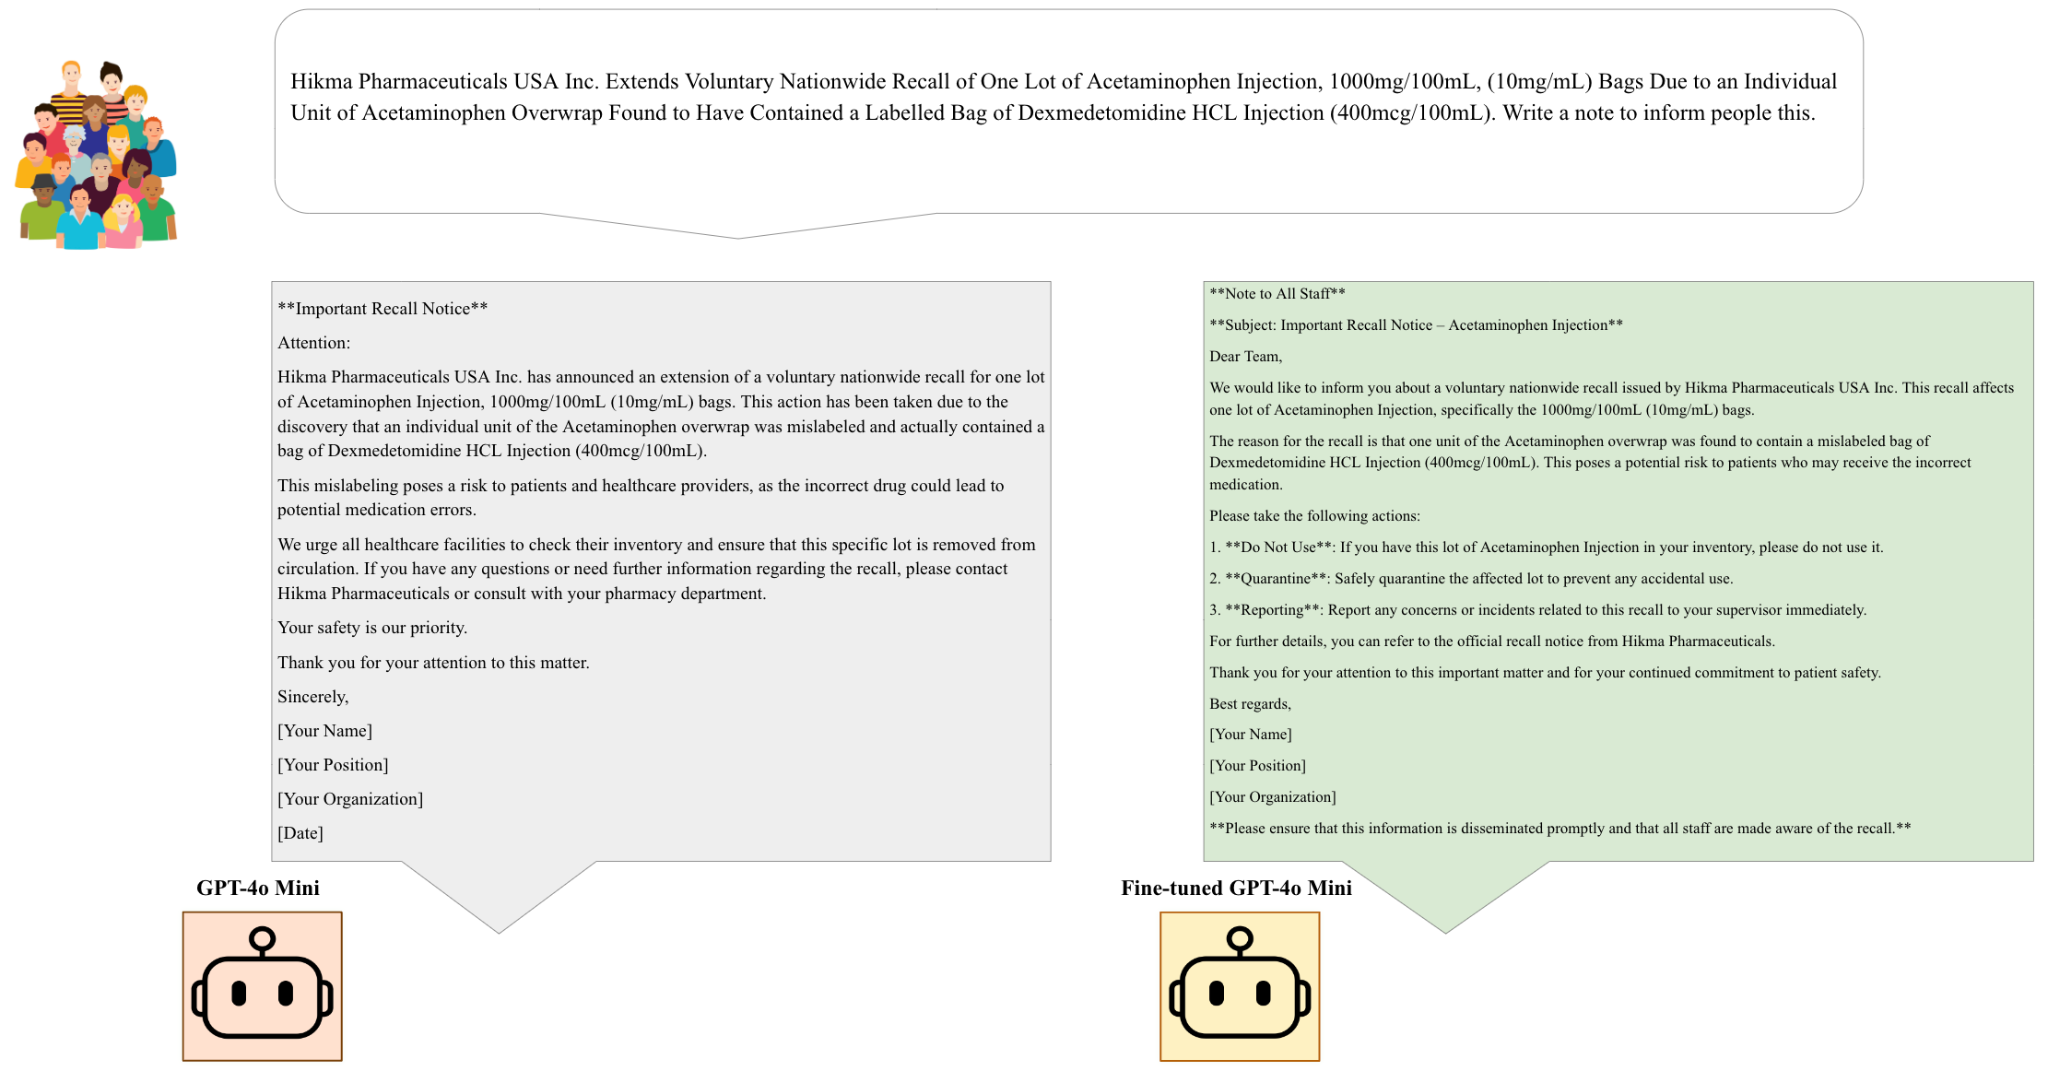 Hikma Pharmaceuticals USA Inc. Extends Voluntary Nationwide Recall of One Lot of Acetaminophen Injection, 1000mg/100mL, (10mg/mL) Bags Due to an Individual
Unit of Acetaminophen Overwrap Found to Have Contained a Labelled Bag of Dexmedetomidine HCL Injection (400mcg/100mL). Write a note to inform people this.
**Important Recall Notice**
Attention:
Hikma Pharmaceuticals USA Inc. has announced an extension of a voluntary nationwide recall for one lot
of Acetaminophen Injection, 1000mg/100mL (10mg/mL) bags. This action has been taken due to the
discovery that an individual unit of the Acetaminophen overwrap was mislabeled and actually contained a
bag of Dexmedetomidine HCL Injection (400mcg/100mL).
This mislabeling poses a risk to patients and healthcare providers, as the incorrect drug could lead to
potential medication errors.
We urge all healthcare facilities to check their inventory and ensure that this specific lot is removed from
circulation. If you have any questions or need further information regarding the recall, please contact
Hikma Pharmaceuticals or consult with your pharmacy department.
Your safety is our priority.
Thank you for your attention to this matter.
Sincerely,
[Your Name]
[Your Position]
[Your Organization]
[Date]
GPT-4o Mini
**Note to All Staff**
**Subject: Important Recall Notice – Acetaminophen Injection**
Dear Team,
We would like to inform you about a voluntary nationwide recall issued by Hikma Pharmaceuticals USA Inc. This recall affects
one lot of Acetaminophen Injection, specifically the 1000mg/100mL (10mg/mL) bags.
The reason for the recall is that one unit of the Acetaminophen overwrap was found to contain a mislabeled bag of
Dexmedetomidine HCL Injection (400mcg/100mL). This poses a potential risk to patients who may receive the incorrect
medication.
Please take the following actions:
1. **Do Not Use**: If you have this lot of Acetaminophen Injection in your inventory, please do not use it.
2. **Quarantine**: Safely quarantine the affected lot to prevent any accidental use.
3. **Reporting**: Report any concerns or incidents related to this recall to your supervisor immediately.
For further details, you can refer to the official recall notice from Hikma Pharmaceuticals.
Thank you for your attention to this important matter and for your continued commitment to patient safety.
Best regards,
[Your Name]
[Your Position]
[Your Organization]
**Please ensure that this information is disseminated promptly and that all staff are made aware of the recall.**
Fine-tuned GPT-4o Mini